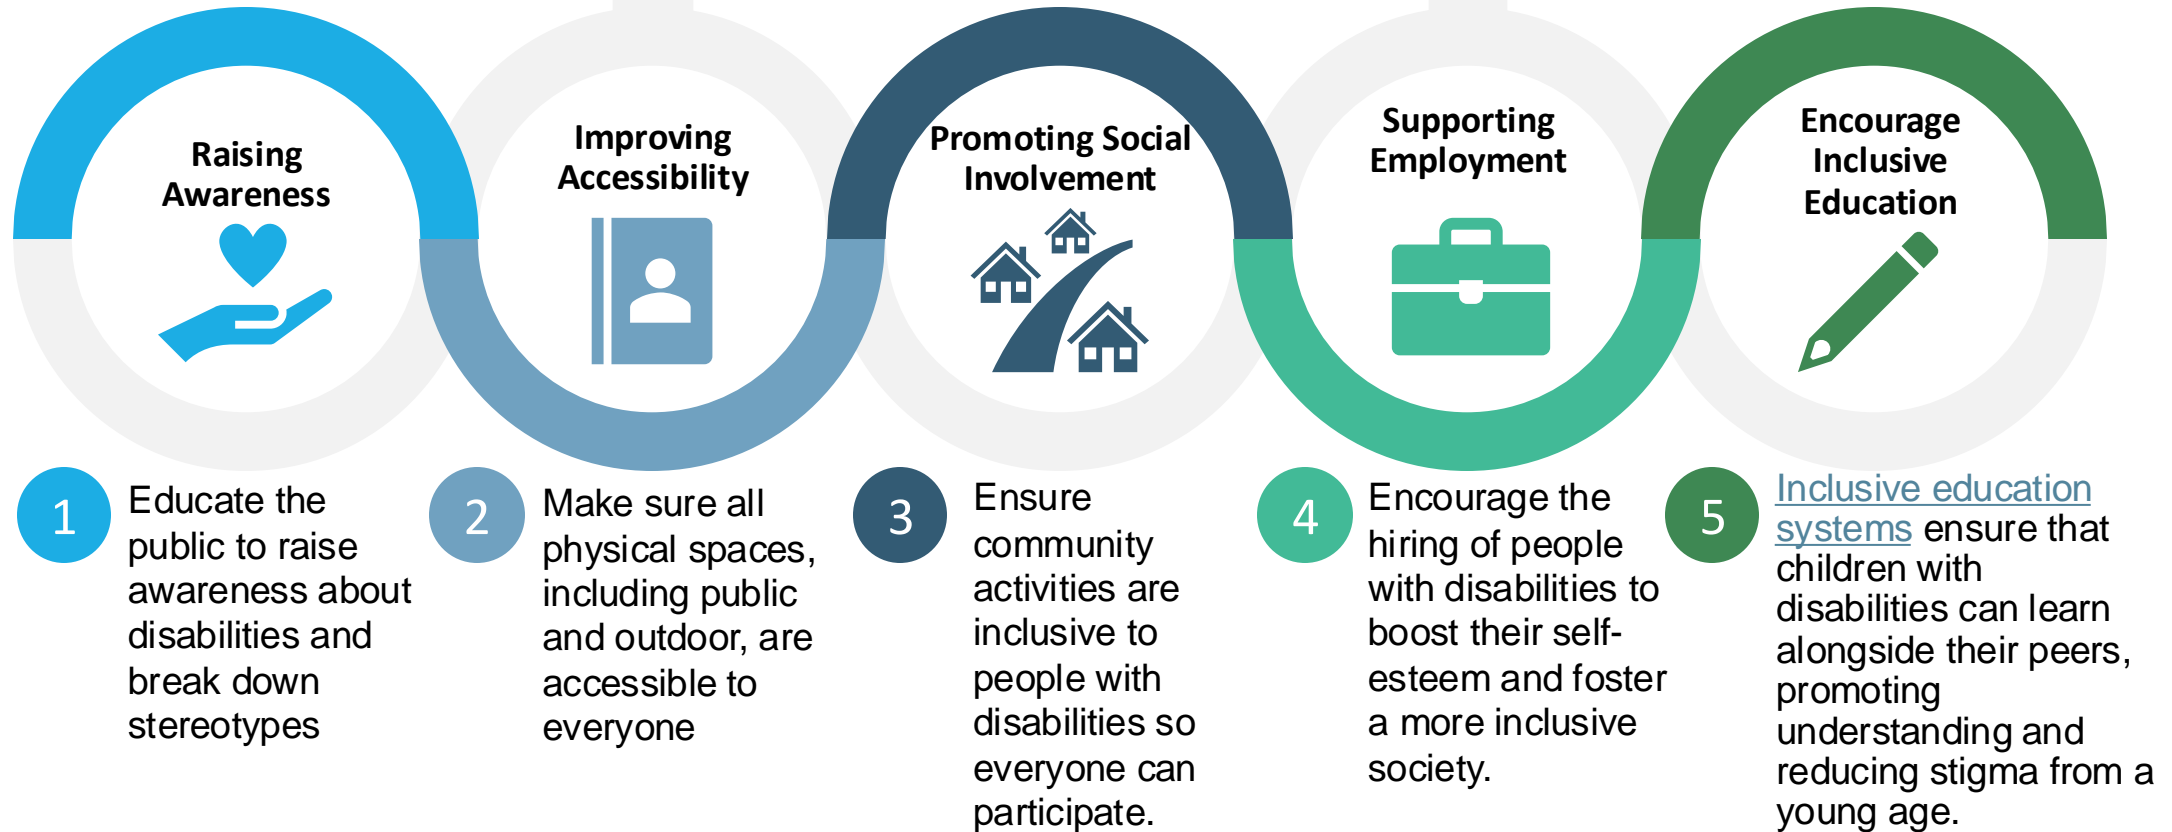 Raising
Awareness
Improving
Accessibility
Promoting Social
Involvement
Supporting
Employment
Encourage
Inclusive
Education
1
Educate the
public to raise
awareness about
disabilities and
break down
stereotypes
2
Make sure all
physical spaces,
including public
and outdoor, are
accessible to
everyone
3
Ensure
community
activities are
inclusive to
people with
disabilities so
everyone can
participate.
4
Encourage the
hiring of people
with disabilities to
boost their self-
esteem and foster
a more inclusive
society.
5
Inclusive education
systems ensure that
children with
disabilities can learn
alongside their peers,
promoting
understanding and
reducing stigma from a
young age.